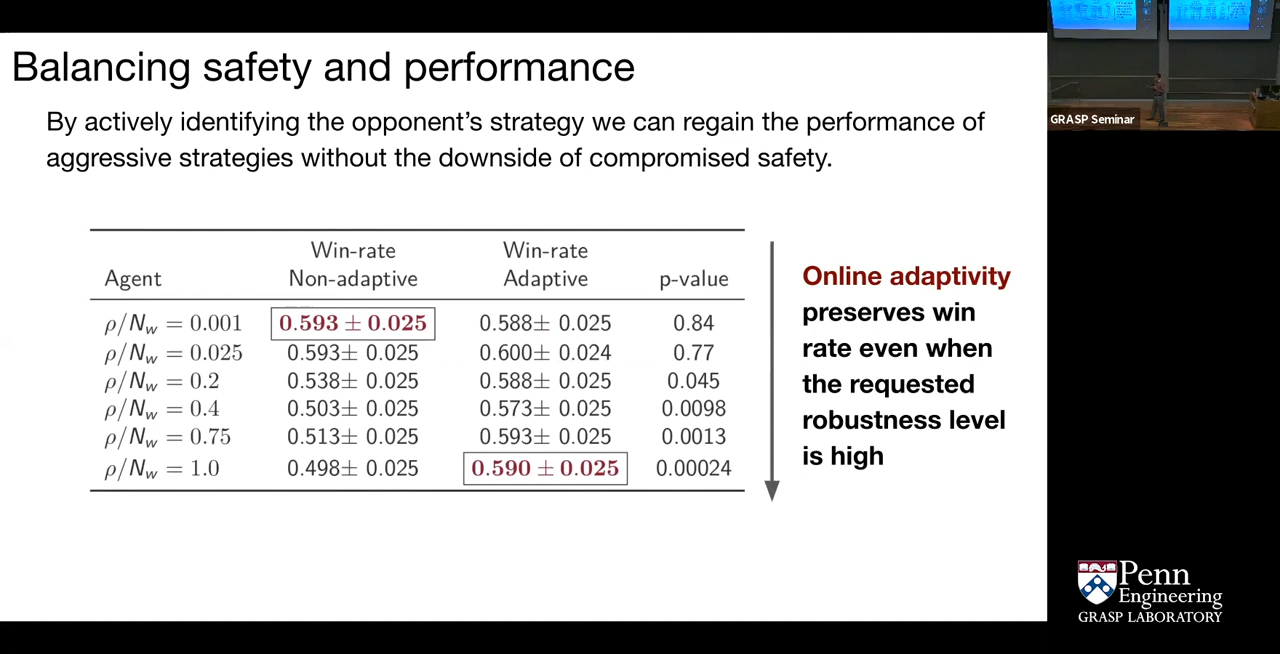 Balancing safety and performance
By actively identifying the opponent's strategy we can regain the performance of
aggressive strategies without the downside of compromised safety.
Win-rate Win-rate
Agent Non-adaptive Adaptive p-value
ρ/N_w = 0.001 0.593 ± 0.025 0.588± 0.025 0.84
ρ/N_w = 0.025 0.593± 0.025 0.600± 0.024 0.77
ρ/N_w = 0.2 0.538± 0.025 0.588± 0.025 0.045
ρ/N_w = 0.4 0.503± 0.025 0.573± 0.025 0.0098
ρ/N_w = 0.75 0.513± 0.025 0.593± 0.025 0.0013
ρ/N_w = 1.0 0.498± 0.025 0.590 ± 0.025 0.00024
Online adaptivity
preserves win
rate even when
the requested
robustness level
is high
GRASP Seminar
Penn
Engineering
GRASP LABORATORY